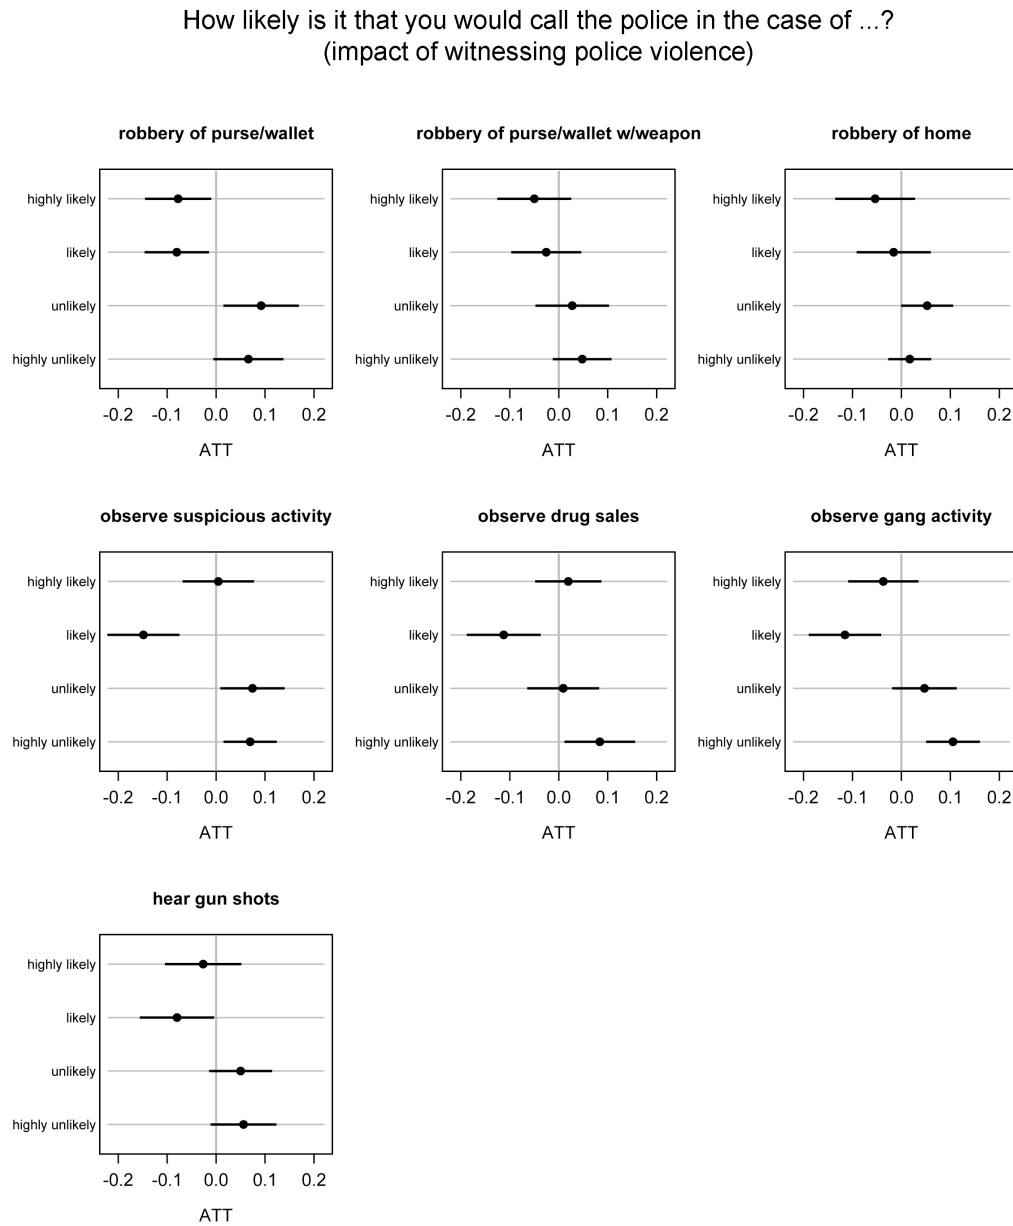 How likely is it that you would call the police in the case of ...?
(impact of witnessing police violence)
robbery of purse/wallet
highly likely
likely
unlikely
highly unlikely
-0.2 -0.1 0.0 0.1 0.2
ATT
robbery of purse/wallet w/weapon
highly likely
likely
unlikely
highly unlikely
-0.2 -0.1 0.0 0.1 0.2
ATT
robbery of home
highly likely
likely
unlikely
highly unlikely
-0.2 -0.1 0.0 0.1 0.2
ATT
observe suspicious activity
highly likely
likely
unlikely
highly unlikely
-0.2 -0.1 0.0 0.1 0.2
ATT
observe drug sales
highly likely
likely
unlikely
highly unlikely
-0.2 -0.1 0.0 0.1 0.2
ATT
observe gang activity
highly likely
likely
unlikely
highly unlikely
-0.2 -0.1 0.0 0.1 0.2
ATT
hear gun shots
highly likely
likely
unlikely
highly unlikely
-0.2 -0.1 0.0 0.1 0.2
ATT